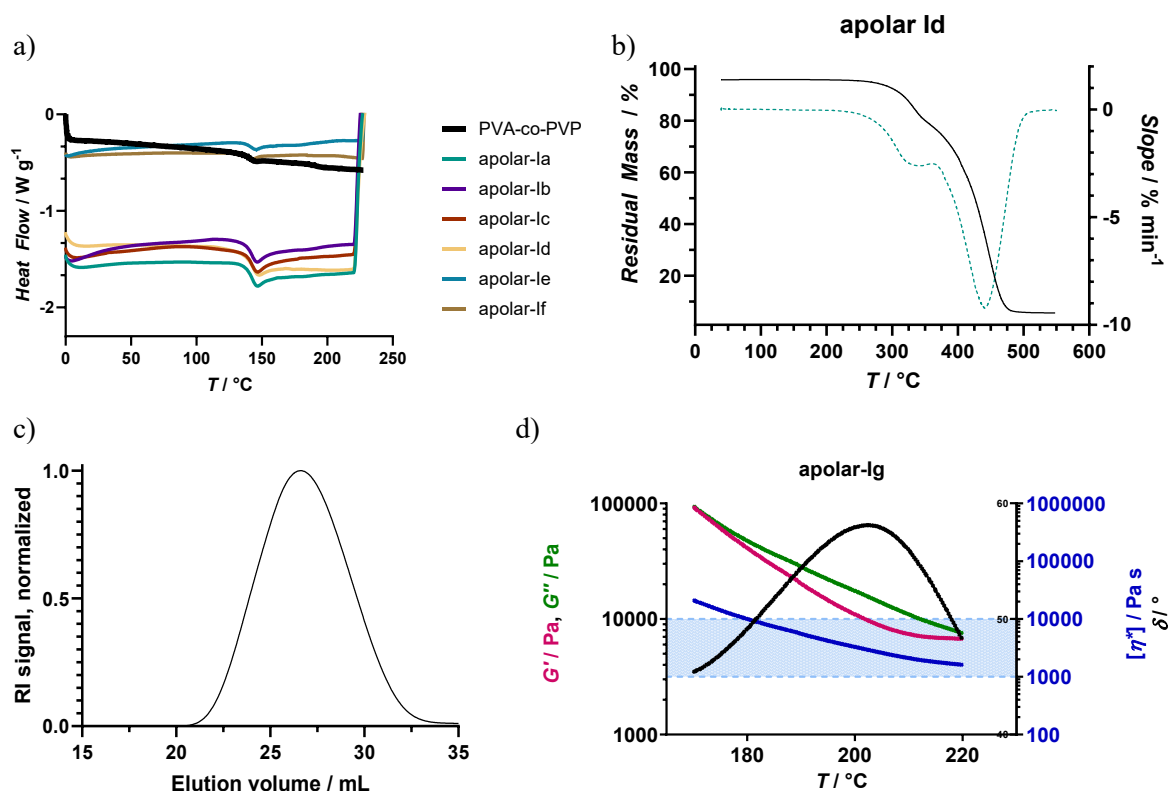 a)
0
-1
-2
Heat Flow / W g-1
0 50 100 150 200 250
T / °C
PVA-co-PVP
apolar-Ia
apolar-Ib
apolar-Ic
apolar-Id
apolar-Ie
apolar-If
b)
apolar Id
100
80
60
40
20
Residual Mass / %
0
-5
-10
Slope / % min-1
0 100 200 300 400 500 600
T / °C
c)
1.0
0.5
0.0
RI signal, normalized
15 20 25 30 35
Elution volume / mL
d)
apolar-Ig
100000
10000
1000
G' / Pa, G'' / Pa
60
50
40
1000000
100000
10000
1000
100
δ / °
[η*] / Pa s
180 200 220
T / °C